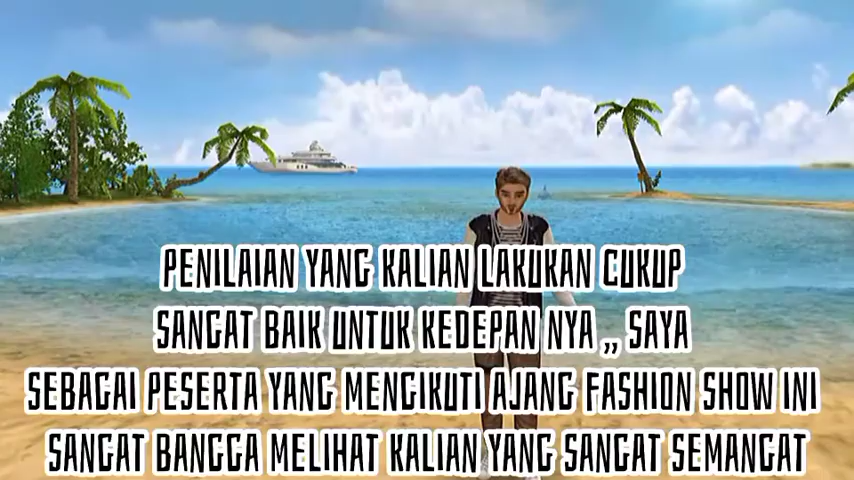 PENILAIAN YANG KALIAN LAKUKAN CUKUP
SANGAT BAIK UNTUK KEDEPAN NYA ,, SAYA
SEBAGAI PESERTA YANG MENGIKUTI AJANG FASHION SHOW INI
SANGAT BANGGA MELIHAT KALIAN YANG SANGAT SEMANGAT